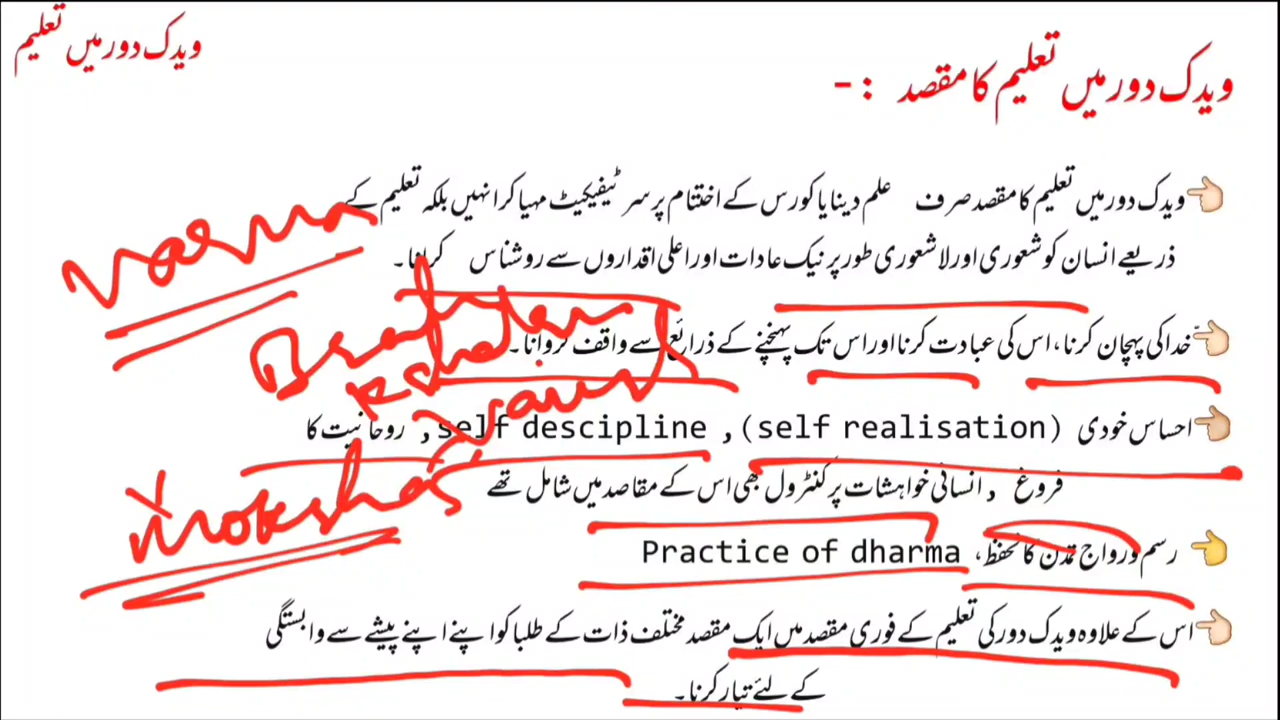 ویدک دور میں تعلیم
ویدک دور میں تعلیم کا مقصد :-
ویدک دور میں تعلیم کا مقصد صرف علم دینا یا کورس کے اختتام پر سرٹیفیکیٹ مہیا کرانہیں بلکہ تعلیم کے
ذریعے انسان کو شعوری اور لاشعوری طور پر نیک عادات اور اعلی اقداروں سے روشناس کرانا۔
خدا کی پہچان کرنا، اس کی عبادت کرنا اور اس تک پہنچنے کے ذرائع سے واقف کروانا۔
احساس خودی (self realisation) , self descipline , روحانیت کا
فروغ , انسانی خواہشات پر کنٹرول بھی اس کے مقاصد میں شامل تھے
رسم ورواج تمدن کا تحفظ، Practice of dharma
اس کے علاوہ ویدک دور کی تعلیم کے فوری مقصد میں ایک مقصد مختلف ذات کے طلبا کو اپنے اپنے پیشے سے وابستگی
کے لئے تیار کرنا۔
varna
moksha